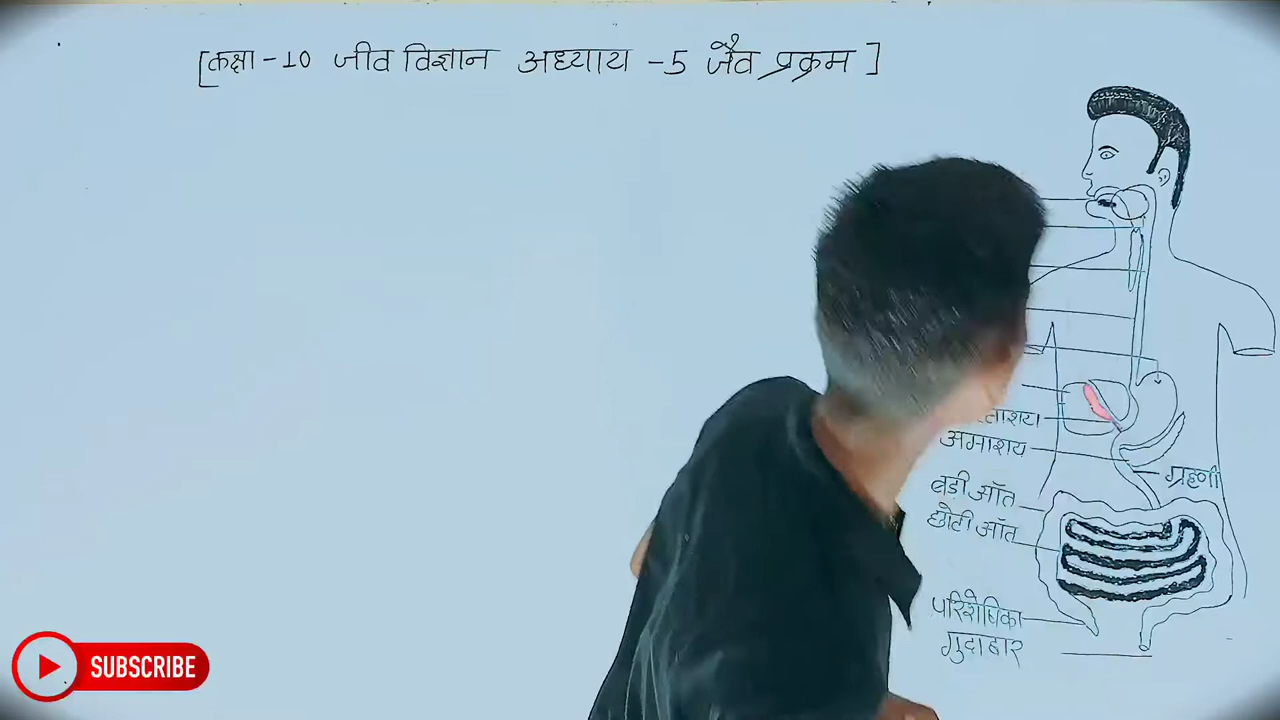 [कक्षा -10 जीव विज्ञान अध्याय -5 जैव प्रक्रम]
अमाशय
ग्रहणी
बड़ी आँत
छोटी आँत
परिशेषिका
गुदाद्वार
SUBSCRIBE